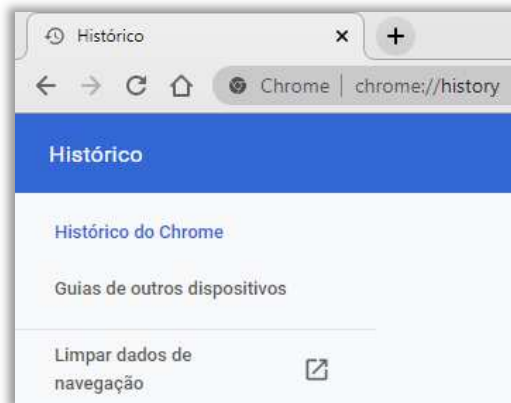 Histórico
Chrome | chrome://history
Histórico
Histórico do Chrome
Guias de outros dispositivos
Limpar dados de
navegação